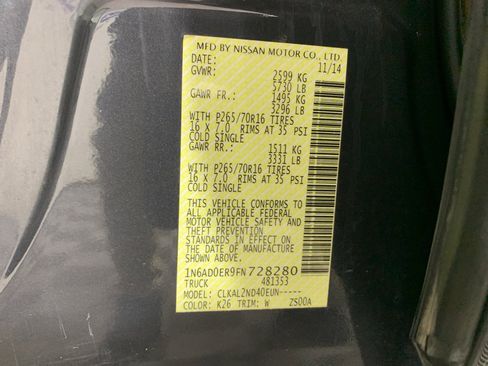 MFD BY NISSAN MOTOR CO., LTD.
DATE: 11/14
GVWR: 2599 KG
5730 LB
GAWR FR.: 1495 KG
3296 LB
WITH P265/70R16 TIRES
16 X 7.0 RIMS AT 35 PSI
COLD SINGLE
GAWR RR.: 1511 KG
3331 LB
WITH P265/70R16 TIRES
16 X 7.0 RIMS AT 35 PSI
COLD SINGLE
THIS VEHICLE CONFORMS TO
ALL APPLICABLE FEDERAL
MOTOR VEHICLE SAFETY AND
THEFT PREVENTION
STANDARDS IN EFFECT ON
THE DATE OF MANUFACTURE
SHOWN ABOVE.
1N6AD0ER9FN728280
TRUCK 481353
MODEL: CLKAL2ND40EUN-----
COLOR: K26 TRIM: W ZS00A